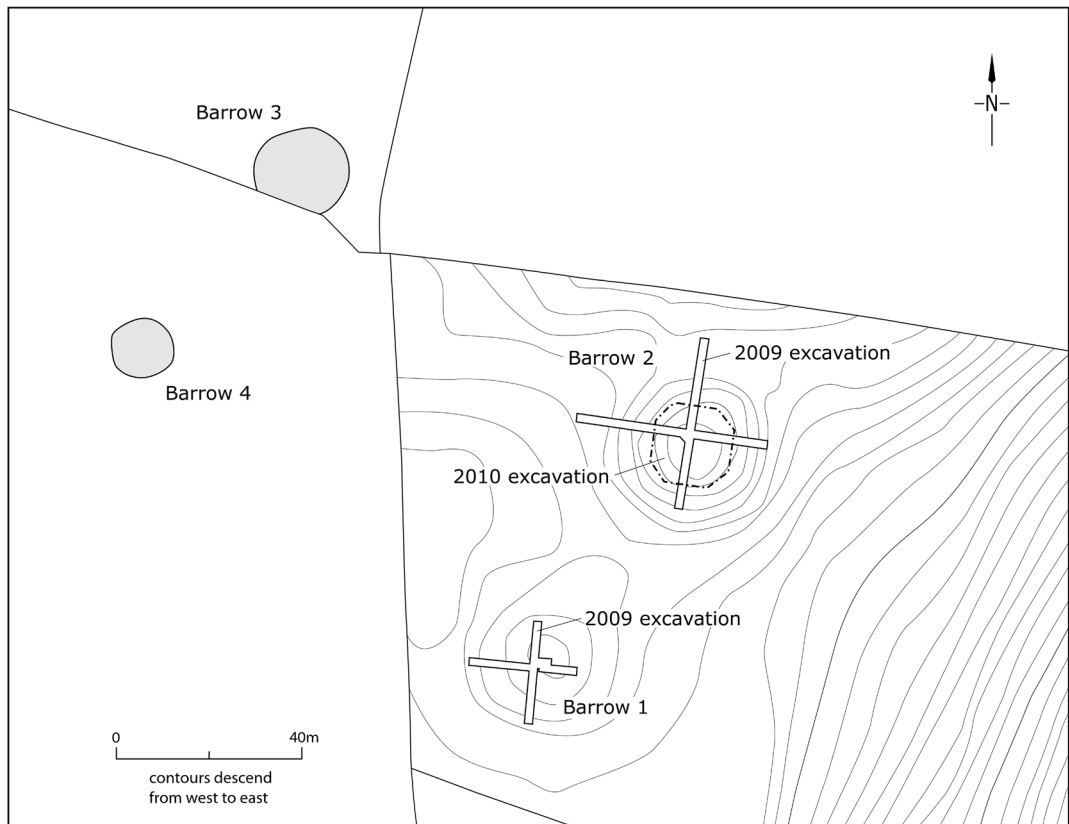 Barrow 3
-N-
Barrow 4
Barrow 2
2009 excavation
2010 excavation
2009 excavation
Barrow 1
0 40m
contours descend
from west to east